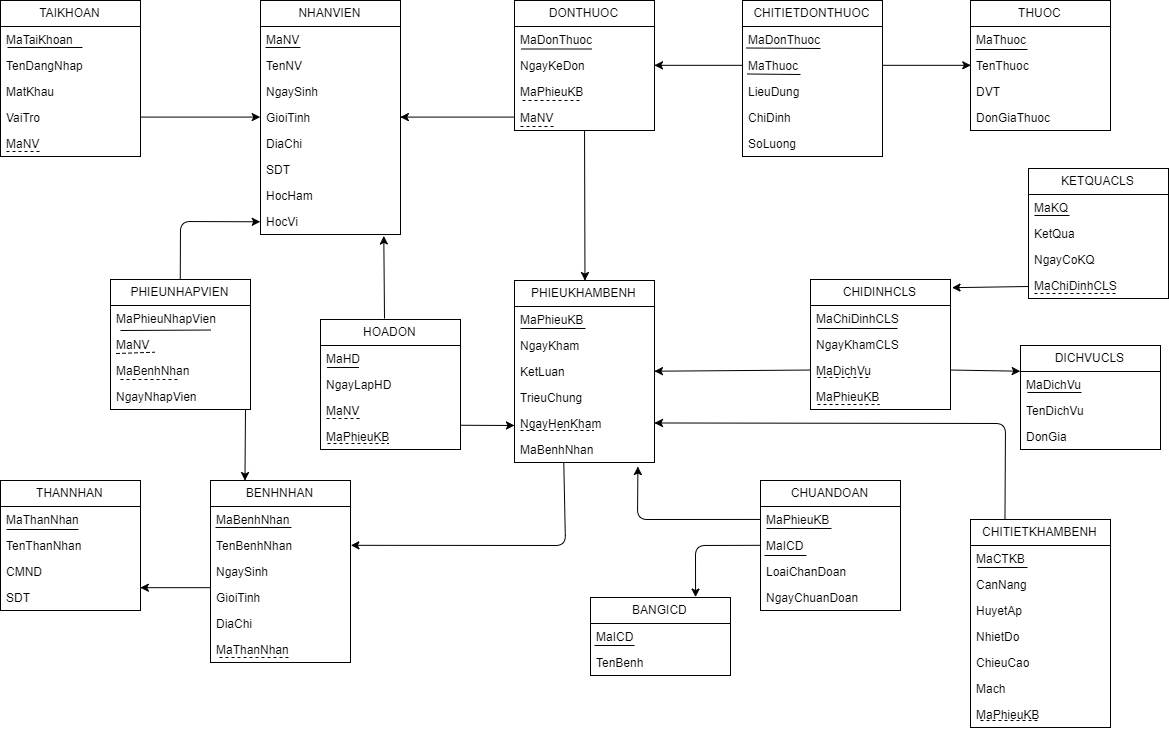 TAIKHOAN
MaTaiKhoan
TenDangNhap
MatKhau
VaiTro
MaNV
NHANVIEN
MaNV
TenNV
NgaySinh
GioiTinh
DiaChi
SDT
HocHam
HocVi
DONTHUOC
MaDonThuoc
NgayKeDon
MaPhieuKB
MaNV
CHITIETDONTHUOC
MaDonThuoc
MaThuoc
LieuDung
ChiDinh
SoLuong
THUOC
MaThuoc
TenThuoc
DVT
DonGiaThuoc
KETQUACLS
MaKQ
KetQua
NgayCoKQ
MaChiDinhCLS
PHIEUNHAPVIEN
MaPhieuNhapVien
MaNV
MaBenhNhan
NgayNhapVien
HOADON
MaHD
NgayLapHD
MaNV
MaPhieuKB
PHIEUKHAMBENH
MaPhieuKB
NgayKham
KetLuan
TrieuChung
NgayHenKham
MaBenhNhan
CHIDINHCLS
MaChiDinhCLS
NgayKhamCLS
MaDichVu
MaPhieuKB
DICHVUCLS
MaDichVu
TenDichVu
DonGia
THANNHAN
MaThanNhan
TenThanNhan
CMND
SDT
BENHNHAN
MaBenhNhan
TenBenhNhan
NgaySinh
GioiTinh
DiaChi
MaThanNhan
CHUANDOAN
MaPhieuKB
MaICD
LoaiChanDoan
NgayChuanDoan
BANGICD
MaICD
TenBenh
CHITIETKHAMBENH
MaCTKB
CanNang
HuyetAp
NhietDo
ChieuCao
Mach
MaPhieuKB